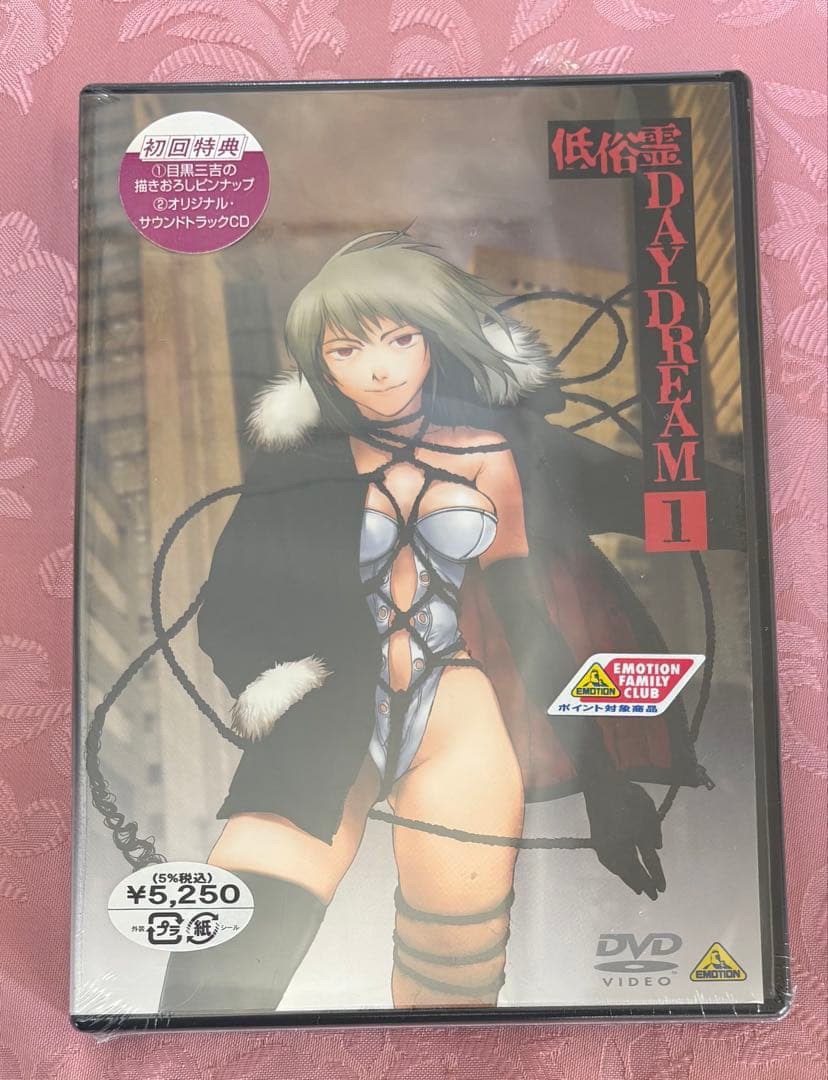 初回特典
①目黒三吉の
描きおろしピンナップ
②オリジナル・
サウンドトラックCD
低俗霊
DAYDREAM
1
EMOTION
EMOTION
FAMILY
CLUB
ポイント対象商品
(5%税込)
¥5,250
外装 プラ 紙 シール
DVD
VIDEO
TM
EMOTION